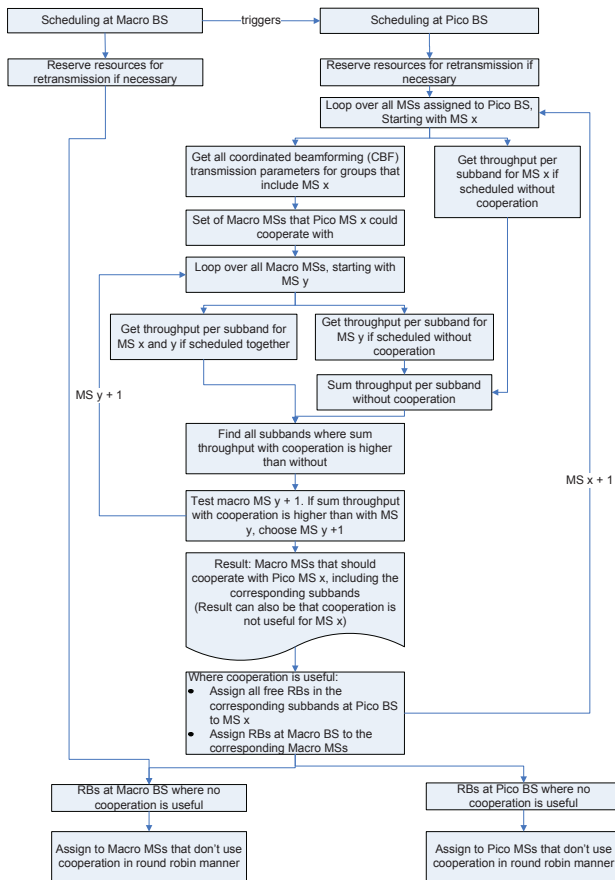 Scheduling at Macro BS
triggers
Scheduling at Pico BS
Reserve resources for
retransmission if necessary
Reserve resources for retransmission if
necessary
Loop over all MSs assigned to Pico BS,
Starting with MS x
Get all coordinated beamforming (CBF)
transmission parameters for groups that
include MS x
Get throughput per
subband for MS x if
scheduled without
cooperation
Set of Macro MSs that Pico MS x could
cooperate with
Loop over all Macro MSs, starting with
MS y
Get throughput per subband for
MS x and y if scheduled together
Get throughput per subband for
MS y if scheduled without
cooperation
Sum throughput per subband
without cooperation
MS y + 1
Find all subbands where sum
throughput with cooperation is higher
than without
MS x + 1
Test macro MS y + 1. If sum throughput
with cooperation is higher than with MS
y, choose MS y +1
Result: Macro MSs that should
cooperate with Pico MS x, including the
corresponding subbands
(Result can also be that cooperation is
not useful for MS x)
Where cooperation is useful:
• Assign all free RBs in the
corresponding subbands at Pico BS
to MS x
• Assign RBs at Macro BS to the
corresponding Macro MSs
RBs at Macro BS where no
cooperation is useful
RBs at Pico BS where no
cooperation is useful
Assign to Macro MSs that don't use
cooperation in round robin manner
Assign to Pico MSs that don't use
cooperation in round robin manner